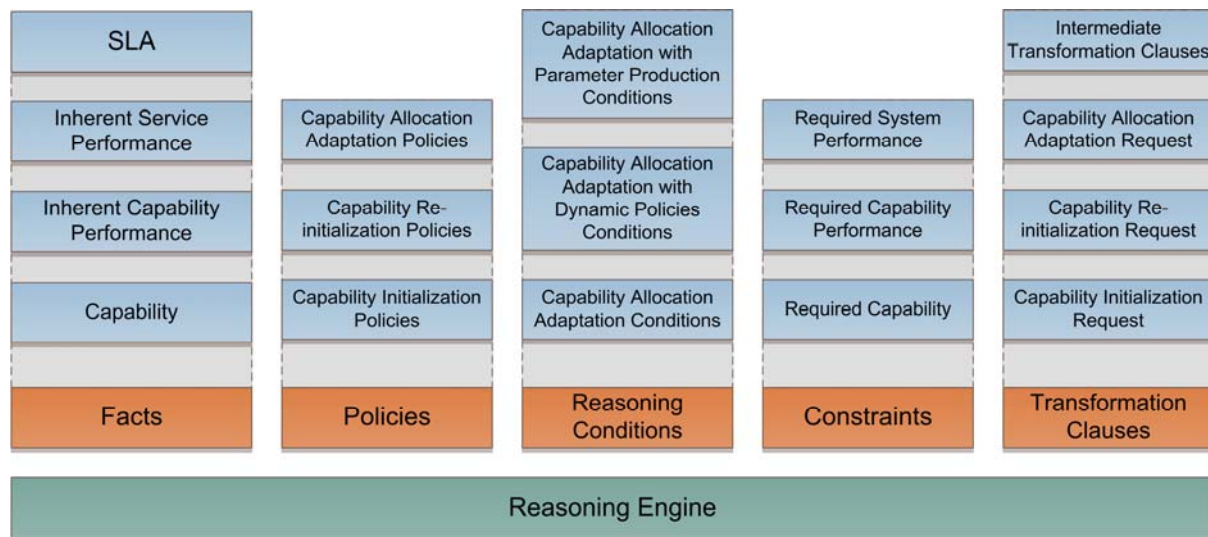 SLA
Inherent Service
Performance
Inherent Capability
Performance
Capability
Facts
Capability Allocation
Adaptation Policies
Capability Re-
initialization Policies
Capability Initialization
Policies
Policies
Capability Allocation
Adaptation with
Parameter Production
Conditions
Capability Allocation
Adaptation with
Dynamic Policies
Conditions
Capability Allocation
Adaptation Conditions
Reasoning
Conditions
Required System
Performance
Required Capability
Performance
Required Capability
Constraints
Intermediate
Transformation Clauses
Capability Allocation
Adaptation Request
Capability Re-
initialization Request
Capability Initialization
Request
Transformation
Clauses
Reasoning Engine